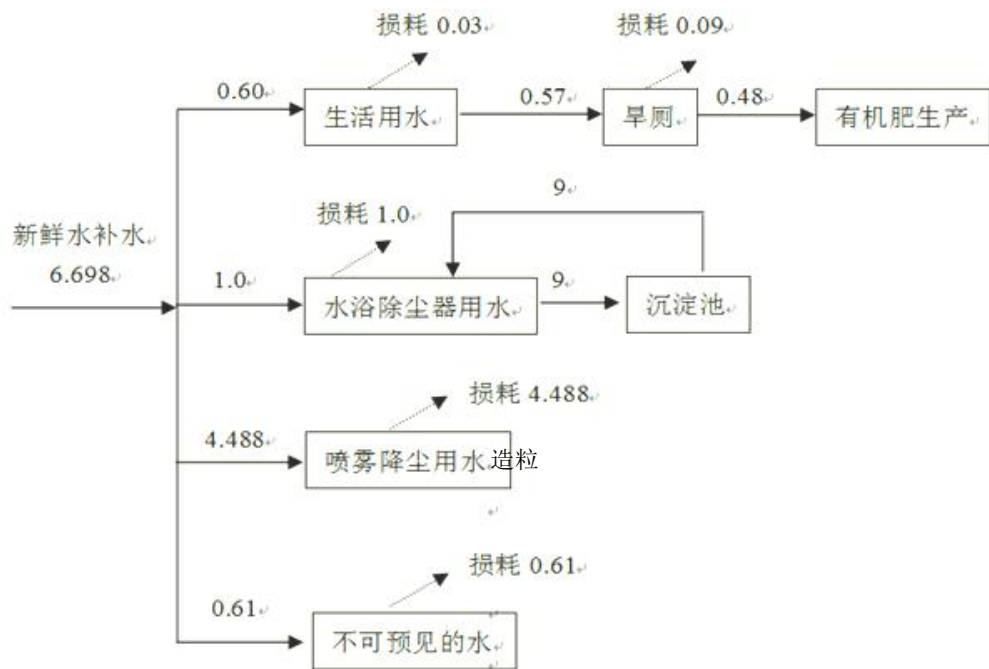 损耗 0.03
损耗 0.09
0.60
生活用水
0.57
旱厕
0.48
有机肥生产
新鲜水补水
6.698
损耗 1.0
9
1.0
水浴除尘器用水
9
沉淀池
损耗 4.488
4.488
喷雾降尘用水 造粒
损耗 0.61
0.61
不可预见的水